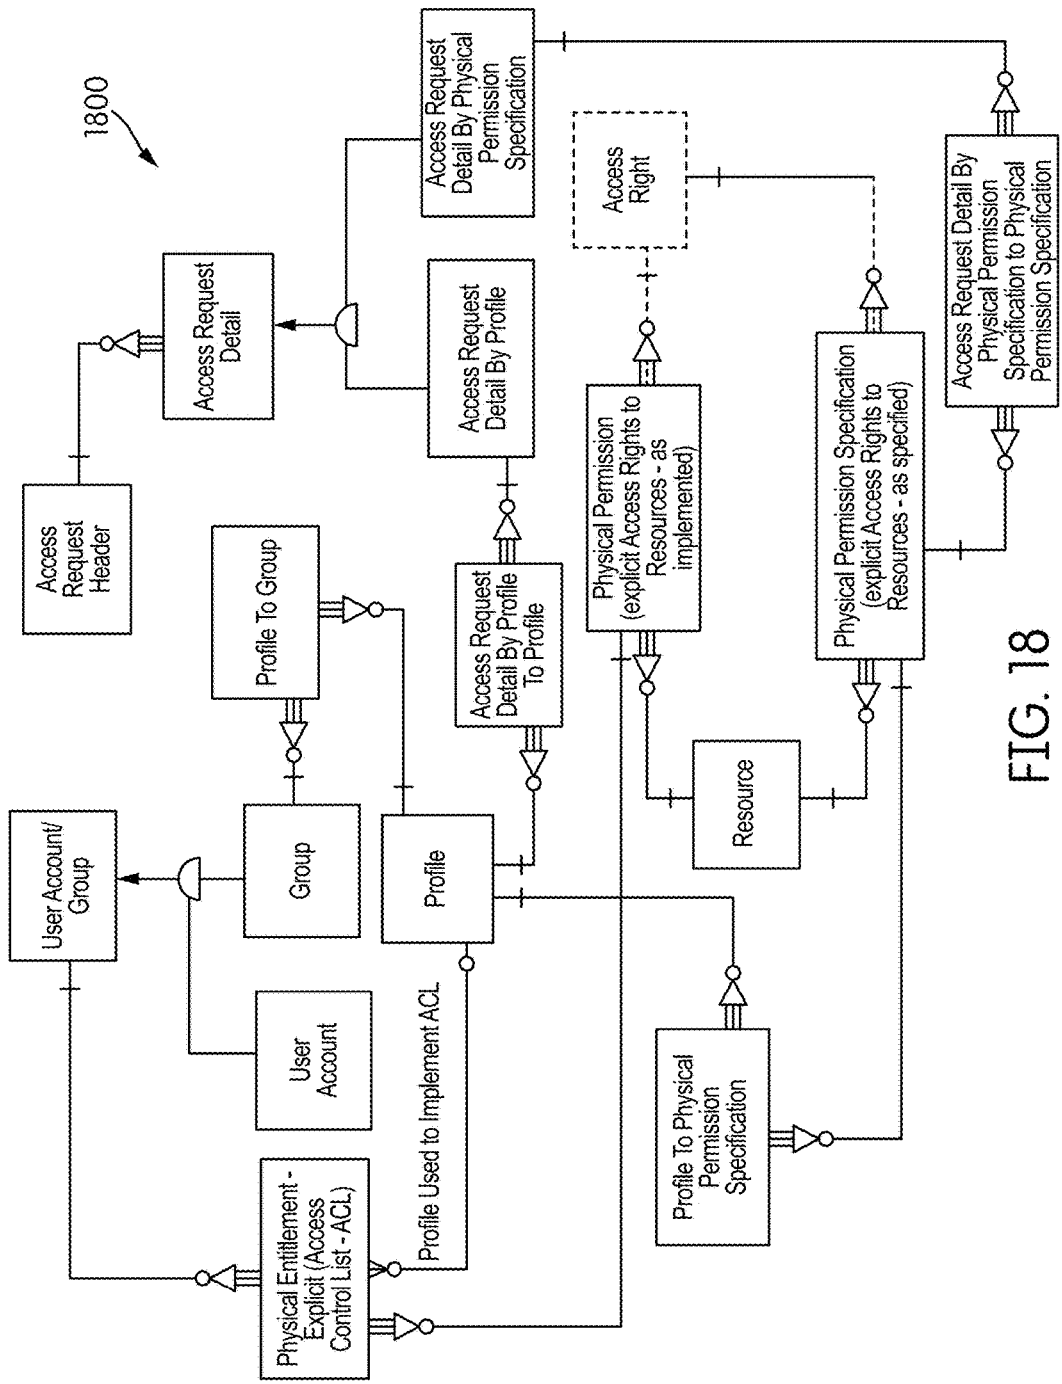 1800
User Account/
Group
Access
Request
Header
Access Request
Detail
Profile To Group
Group
User
Account
Physical Entitlement -
Explicit (Access
Control List - ACL)
Profile Used to Implement ACL
Profile
Access Request
Detail By Profile
To Profile
Access Request
Detail By Profile
Access Request
Detail By Physical
Permission
Specification
Access
Right
Physical Permission
(explicit Access Rights to
Resources - as
implemented)
Resource
Profile To Physical
Permission
Specification
Physical Permission Specification
(explicit Access Rights to
Resources - as specified)
Access Request Detail By
Physical Permission
Specification to Physical
Permission Specification
FIG. 18